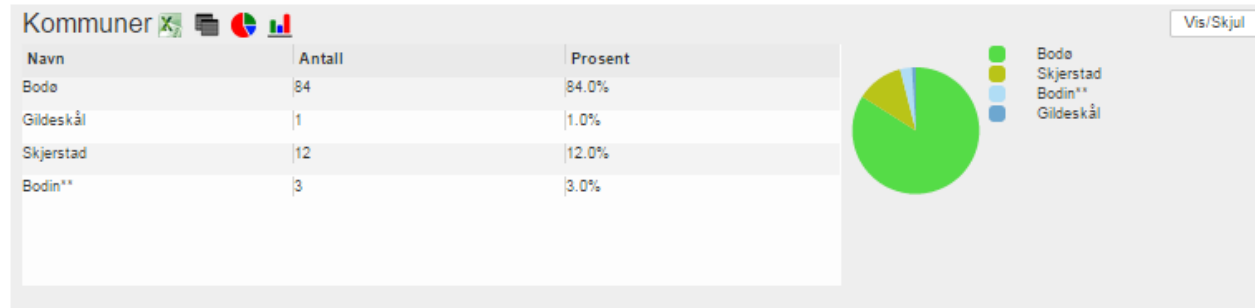 Kommuner
Vis/Skjul
Navn Antall Prosent
Bodø 84 84.0%
Gildeskål 1 1.0%
Skjerstad 12 12.0%
Bodin** 3 3.0%
Bodø
Skjerstad
Bodin**
Gildeskål